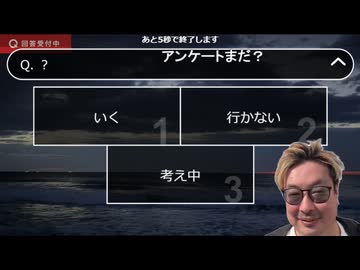 Q 回答受付中
あと5秒で終了します
アンケートまだ？
Q. ?
いく
1
行かない
2
考え中
3